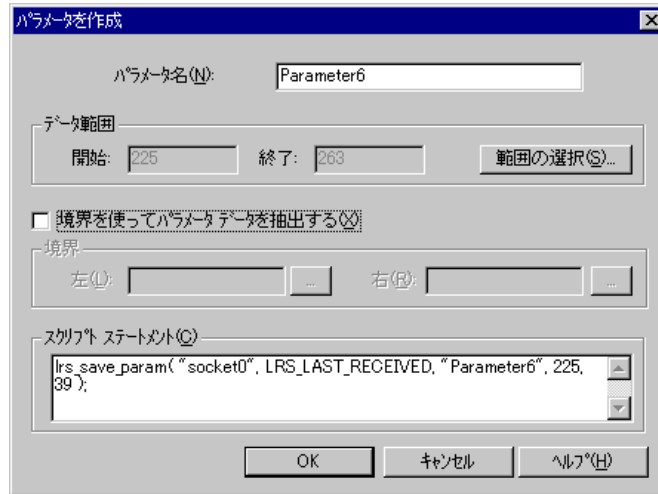 ﾊﾟﾗﾒｰﾀを作成
ﾊﾟﾗﾒｰﾀ名(N): Parameter6
ﾃﾞｰﾀ範囲
開始: 225 終了: 263 範囲の選択(S)...
境界を使ってﾊﾟﾗﾒｰﾀ ﾃﾞｰﾀを抽出する(X)
境界
左(L): ... 右(R): ...
ｽｸﾘﾌﾟﾄ ｽﾃｰﾄﾒﾝﾄ(C)
lrs_save_param( "socket0", LRS_LAST_RECEIVED, "Parameter6", 225,
39 );
OK ｷｬﾝｾﾙ ﾍﾙﾌﾟ(H)